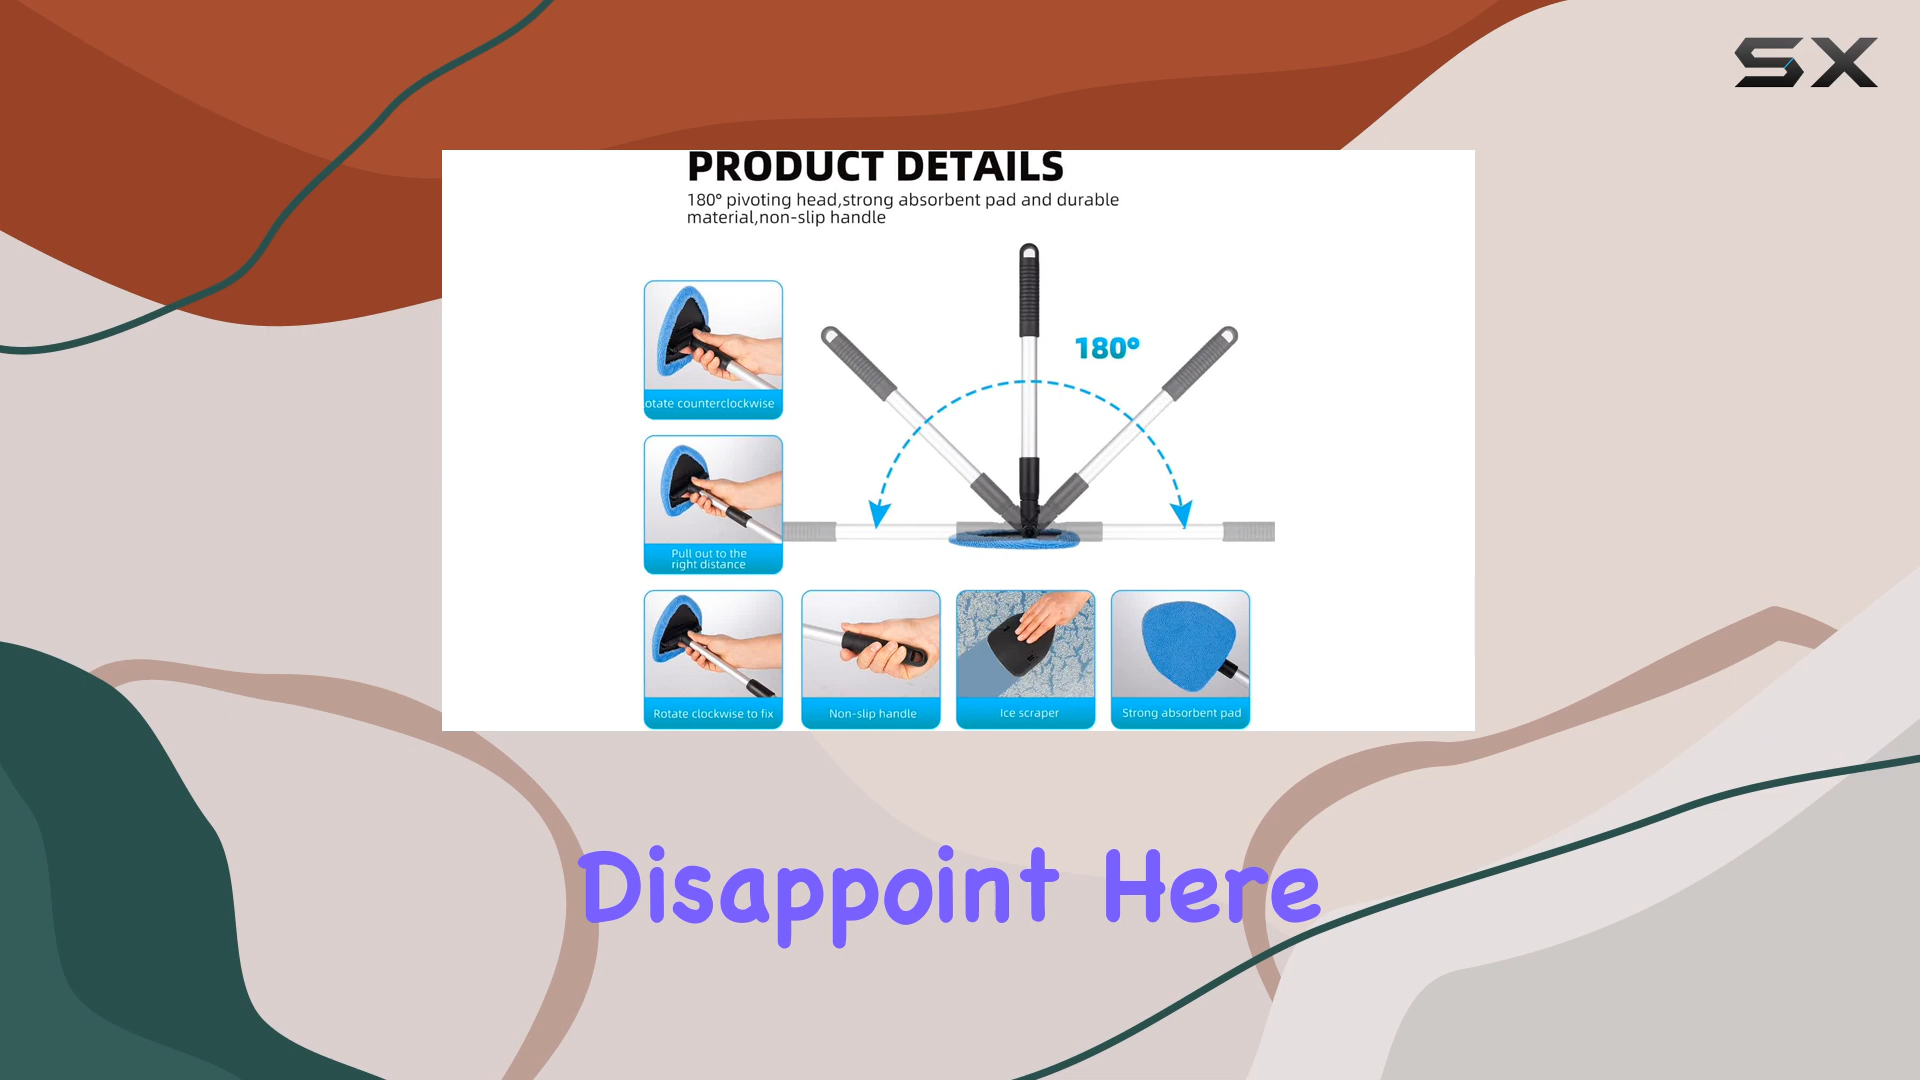 SX
PRODUCT DETAILS
180° pivoting head,strong absorbent pad and durable
material,non-slip handle
180°
otate counterclockwise
Pull out to the
right distance
Rotate clockwise to fix
Non-slip handle
Ice scraper
Strong absorbent pad
Disappoint Here